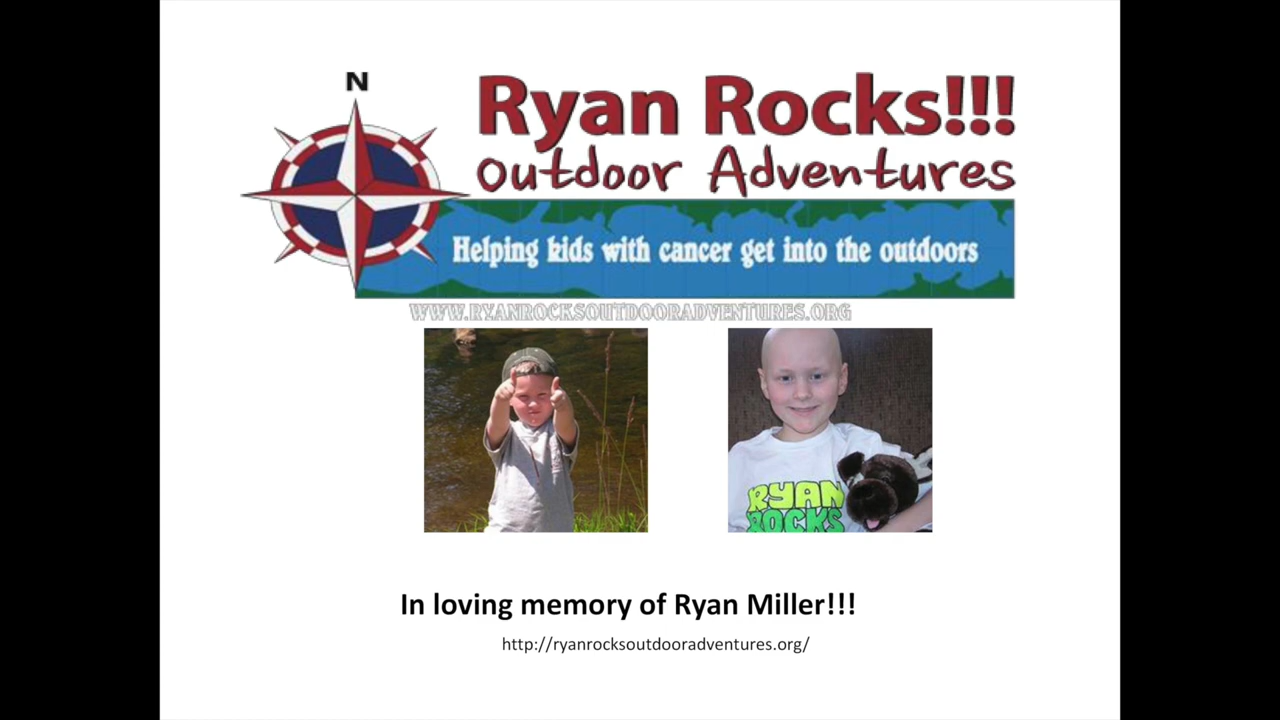 N
Ryan Rocks!!!
Outdoor Adventures
Helping kids with cancer get into the outdoors
WWW.RYANROCKSOUTDOORADVENTURES.ORG
RYAN
ROCKS
In loving memory of Ryan Miller!!!
http://ryanrocksoutdooradventures.org/